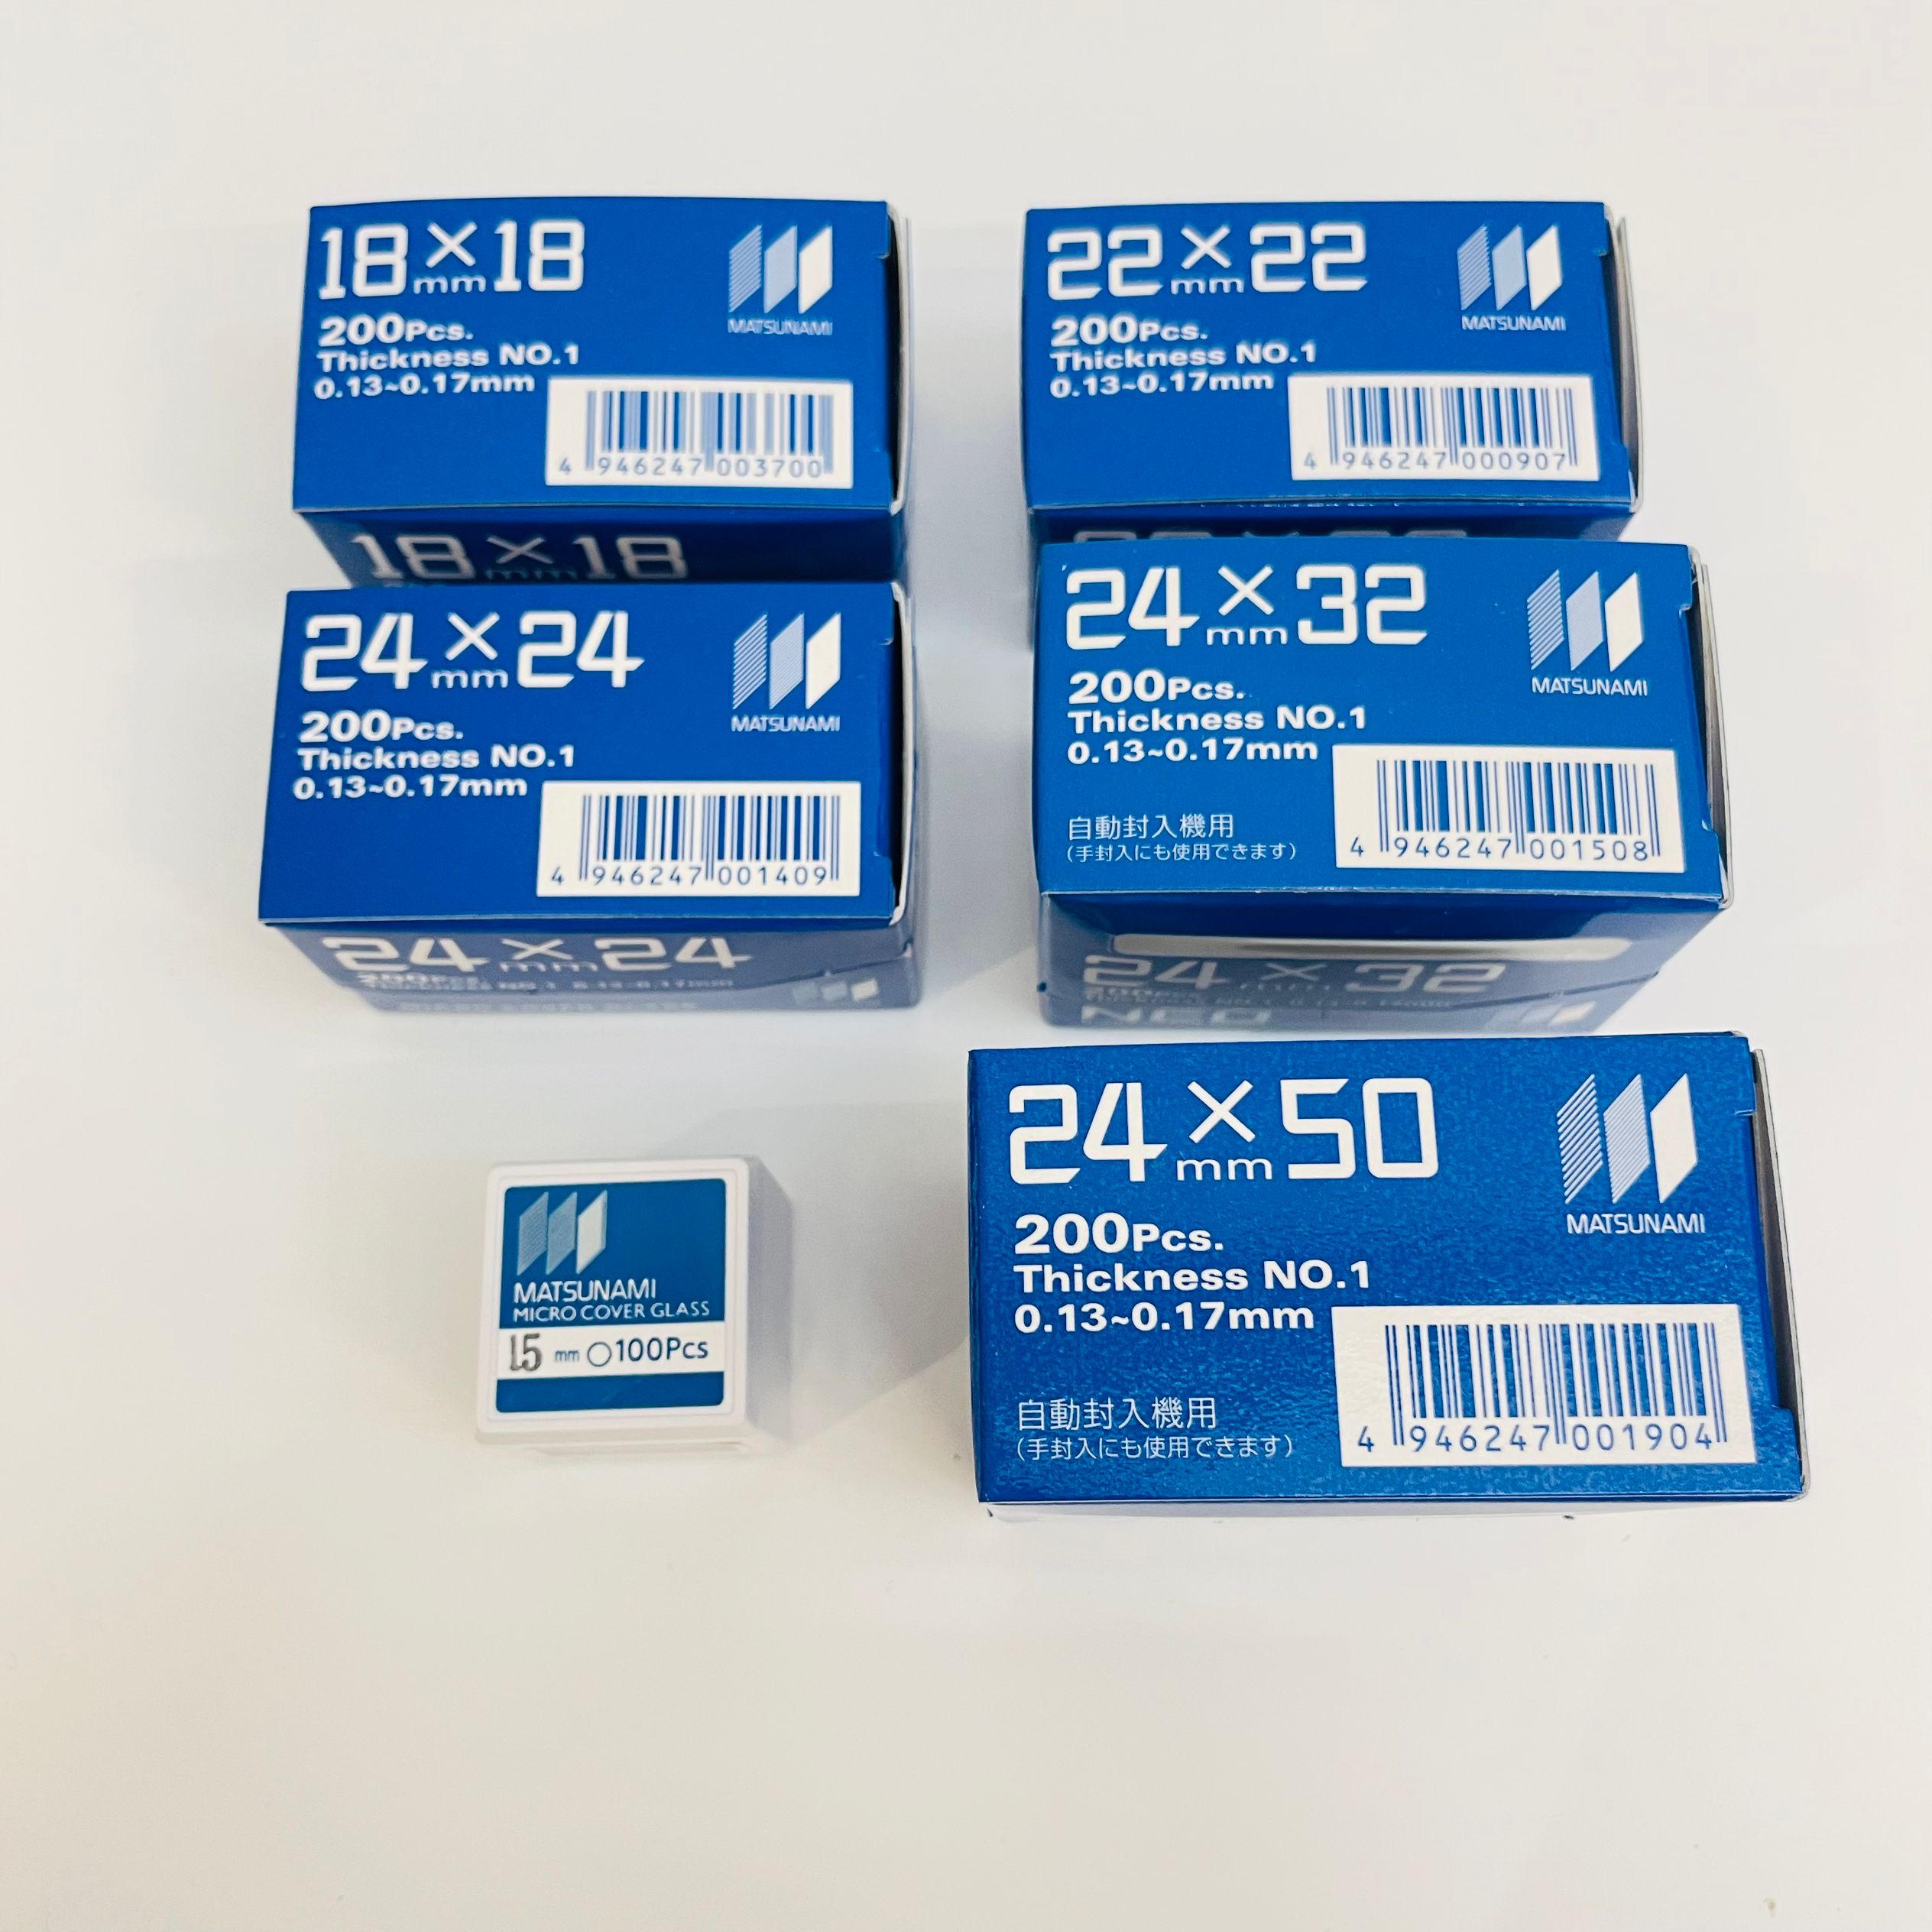 18×18
mm
MATSUNAMI
200Pcs.
Thickness NO.1
0.13~0.17mm
4 946247 003700
18×18
mm
22×22
mm
MATSUNAMI
200Pcs.
Thickness NO.1
0.13~0.17mm
4 946247 000907
24×24
mm
MATSUNAMI
200Pcs.
Thickness NO.1
0.13~0.17mm
4 946247 001409
24×24
mm
200Pcs.
24×32
mm
MATSUNAMI
200Pcs.
Thickness NO.1
0.13~0.17mm
自動封入機用
(手封入にも使用できます)
4 946247 001508
24×32
mm
200Pcs.
NEO
MATSUNAMI
MICRO COVER GLASS
15 mm ○100Pcs
24×50
mm
MATSUNAMI
200Pcs.
Thickness NO.1
0.13~0.17mm
自動封入機用
(手封入にも使用できます)
4 946247 001904